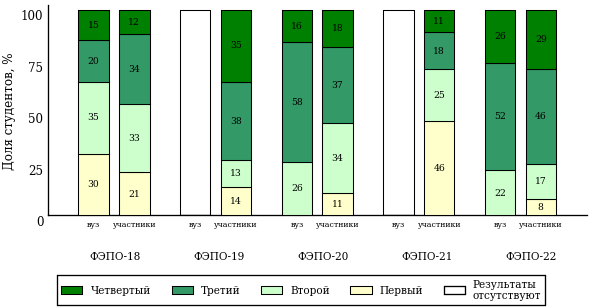 Доля студентов, %
100
75
50
25
0
15 12 35 16 18 11 26 29
20 34 38 58 37 18 52 46
35 33 13 26 34 25 22 17
30 21 14 11 46 8
вуз участники вуз участники вуз участники вуз участники вуз участники
ФЭПО-18 ФЭПО-19 ФЭПО-20 ФЭПО-21 ФЭПО-22
Четвертый Третий Второй Первый Результаты
отсутствуют